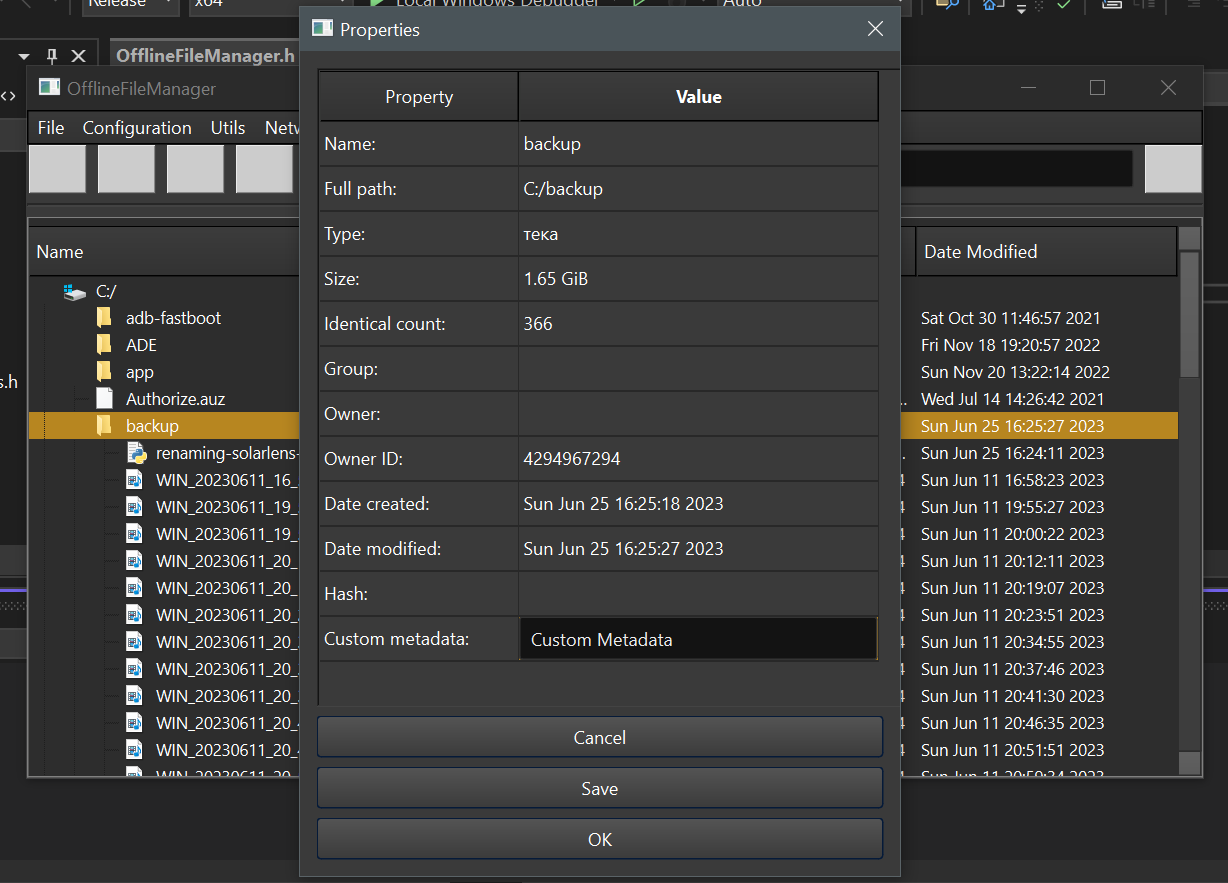 Release
x64
Local Windows Debugger
Auto
OfflineFileManager.h
OfflineFileManager
File Configuration Utils
Name
Date Modified
C:/
adb-fastboot Sat Oct 30 11:46:57 2021
ADE Fri Nov 18 19:20:57 2022
app Sun Nov 20 13:22:14 2022
s.h
Authorize.auz Wed Jul 14 14:26:42 2021
backup Sun Jun 25 16:25:27 2023
renaming-solarlens- Sun Jun 25 16:24:11 2023
WIN_20230611_16_ Sun Jun 11 16:58:23 2023
WIN_20230611_19_ Sun Jun 11 19:55:27 2023
WIN_20230611_19_ Sun Jun 11 20:00:22 2023
WIN_20230611_20_ Sun Jun 11 20:12:11 2023
WIN_20230611_20_ Sun Jun 11 20:19:07 2023
WIN_20230611_20_ Sun Jun 11 20:23:51 2023
WIN_20230611_20_ Sun Jun 11 20:34:55 2023
WIN_20230611_20_ Sun Jun 11 20:37:46 2023
WIN_20230611_20_ Sun Jun 11 20:41:30 2023
WIN_20230611_20_ Sun Jun 11 20:46:35 2023
WIN_20230611_20_ Sun Jun 11 20:51:51 2023
Properties
Property Value
Name: backup
Full path: C:/backup
Type: тека
Size: 1.65 GiB
Identical count: 366
Group:
Owner:
Owner ID: 4294967294
Date created: Sun Jun 25 16:25:18 2023
Date modified: Sun Jun 25 16:25:27 2023
Hash:
Custom metadata: Custom Metadata
Cancel
Save
OK